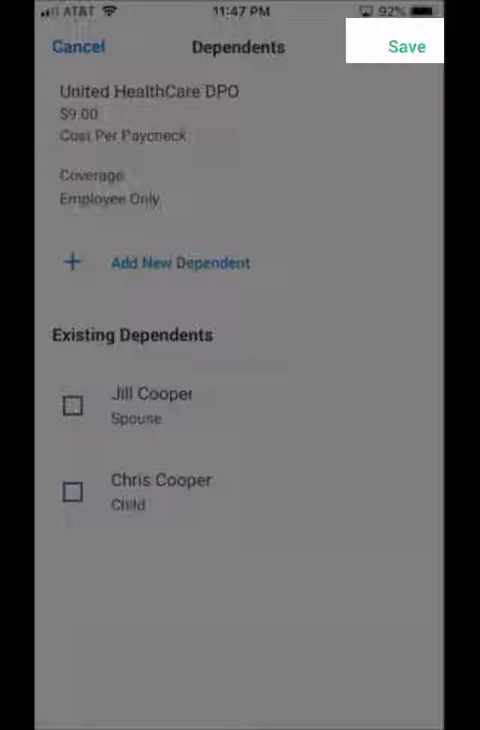 AT&T 11:47 PM 92%
Cancel Dependents Save
United HealthCare DPO
$9.00
Cost Per Paycheck
Coverage
Employee Only
+ Add New Dependent
Existing Dependents
Jill Cooper
Spouse
Chris Cooper
Child